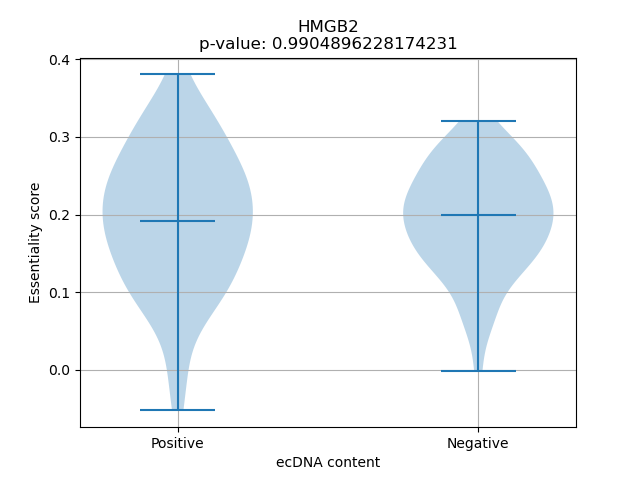 HMGB2
p-value: 0.9904896228174231
Essentiality score
0.4
0.3
0.2
0.1
0.0
Positive
Negative
ecDNA content